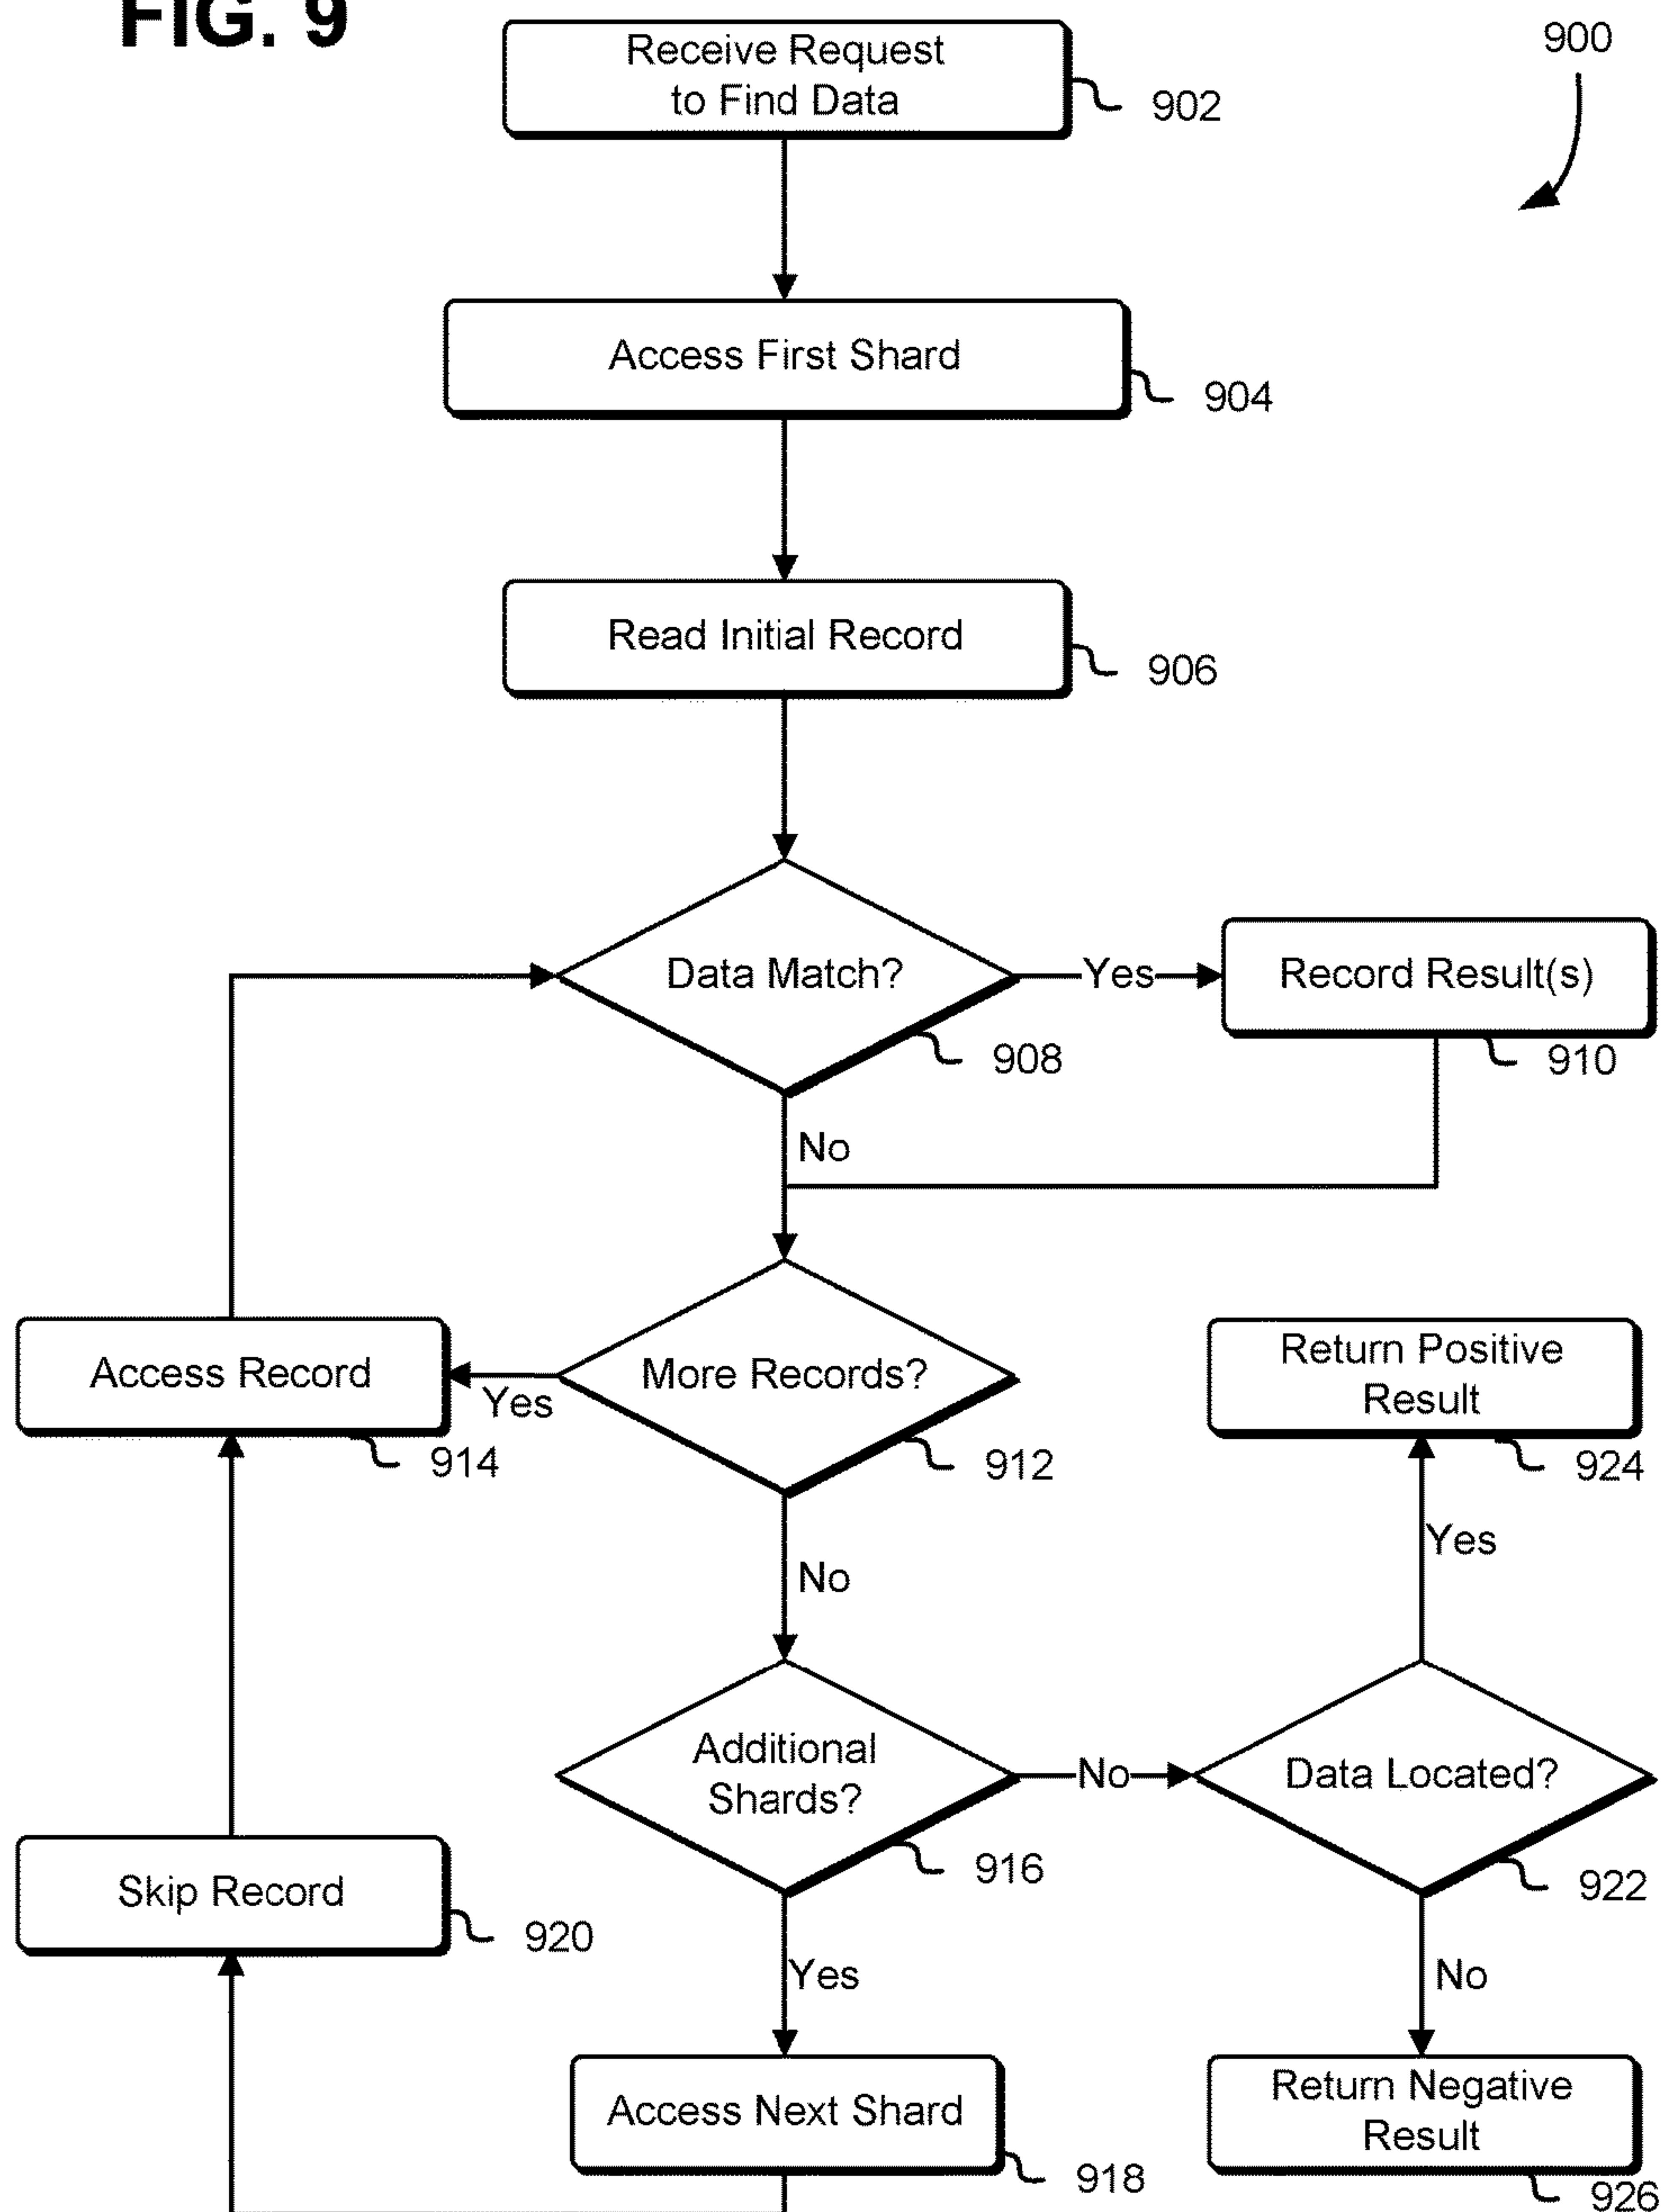 FIG. 9
900
Receive Request
to Find Data
902
Access First Shard
904
Read Initial Record
906
Data Match?
908
Yes
Record Result(s)
910
No
More Records?
912
Yes
Access Record
914
No
Additional
Shards?
916
No
Data Located?
922
Yes
Return Positive
Result
924
No
Return Negative
Result
926
Yes
Access Next Shard
918
Skip Record
920